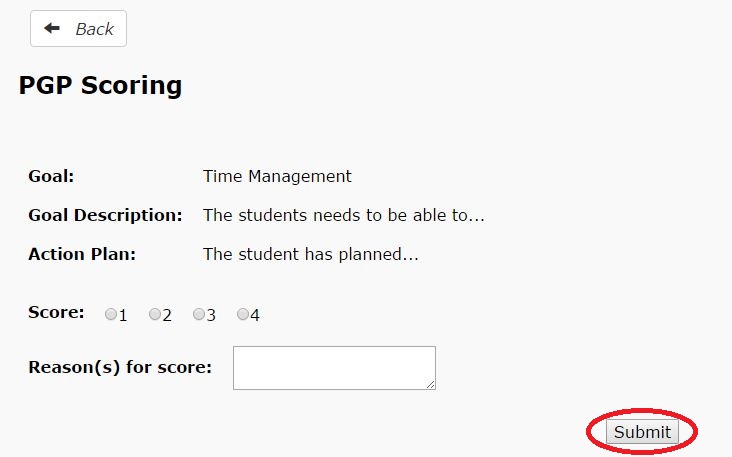 Back
PGP Scoring
Goal: Time Management
Goal Description: The students needs to be able to...
Action Plan: The student has planned...
Score: 1 2 3 4
Reason(s) for score:
Submit